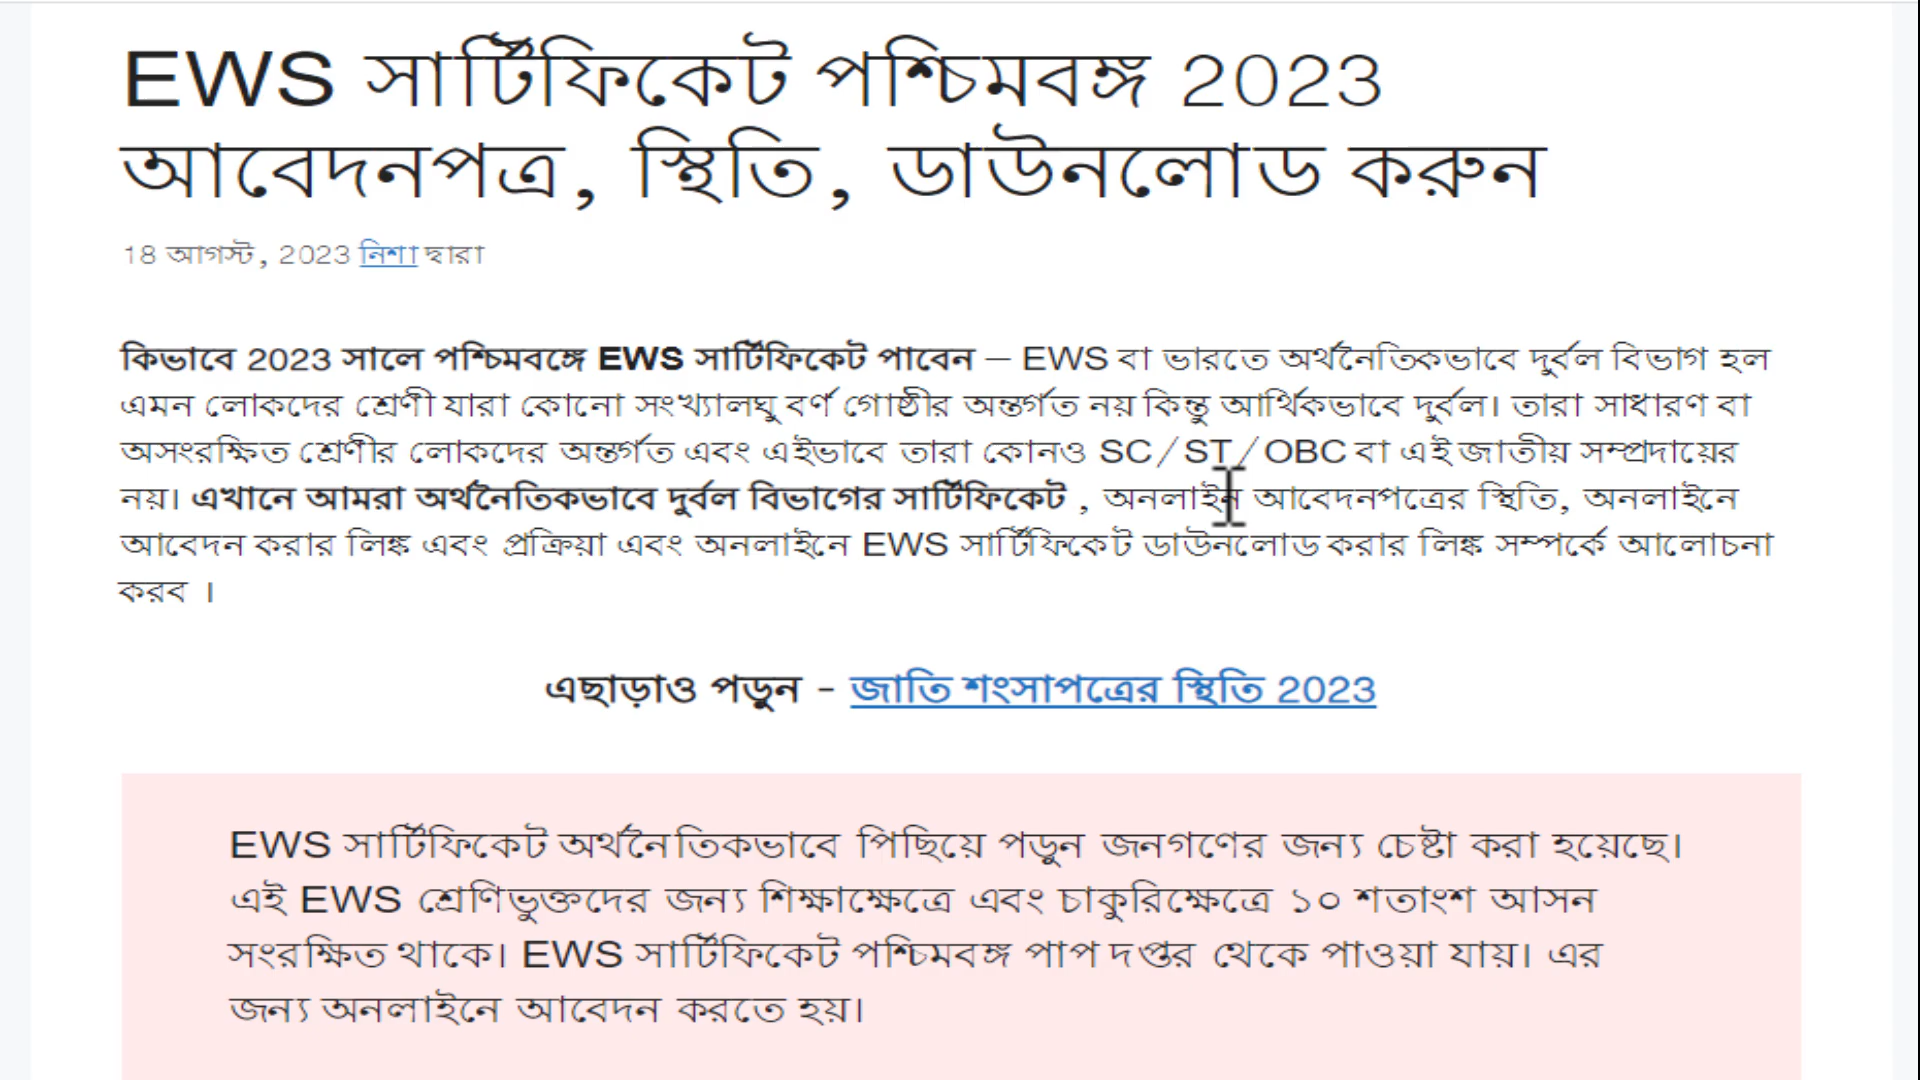 EWS সার্টিফিকেট পশ্চিমবঙ্গ 2023
আবেদনপত্র, স্থিতি, ডাউনলোড করুন
18 আগস্ট, 2023 নিশা দ্বারা
কিভাবে 2023 সালে পশ্চিমবঙ্গে EWS সার্টিফিকেট পাবেন – EWS বা ভারতে অর্থনৈতিকভাবে দুর্বল বিভাগ হল
এমন লোকদের শ্রেণী যারা কোনো সংখ্যালঘু বর্ণ গোষ্ঠীর অন্তর্গত নয় কিন্তু আর্থিকভাবে দুর্বল। তারা সাধারণ বা
অসংরক্ষিত শ্রেণীর লোকদের অন্তর্গত এবং এইভাবে তারা কোনও SC/ST/OBC বা এই জাতীয় সম্প্রদায়ের
নয়। এখানে আমরা অর্থনৈতিকভাবে দুর্বল বিভাগের সার্টিফিকেট , অনলাইন আবেদনপত্রের স্থিতি, অনলাইনে
আবেদন করার লিঙ্ক এবং প্রক্রিয়া এবং অনলাইনে EWS সার্টিফিকেট ডাউনলোড করার লিঙ্ক সম্পর্কে আলোচনা
করব ।
এছাড়াও পড়ুন - জাতি শংসাপত্রের স্থিতি 2023
EWS সার্টিফিকেট অর্থনৈতিকভাবে পিছিয়ে পড়ুন জনগণের জন্য চেষ্টা করা হয়েছে।
এই EWS শ্রেণিভুক্তদের জন্য শিক্ষাক্ষেত্রে এবং চাকুরিক্ষেত্রে ১০ শতাংশ আসন
সংরক্ষিত থাকে। EWS সার্টিফিকেট পশ্চিমবঙ্গ পাপ দপ্তর থেকে পাওয়া যায়। এর
জন্য অনলাইনে আবেদন করতে হয়।